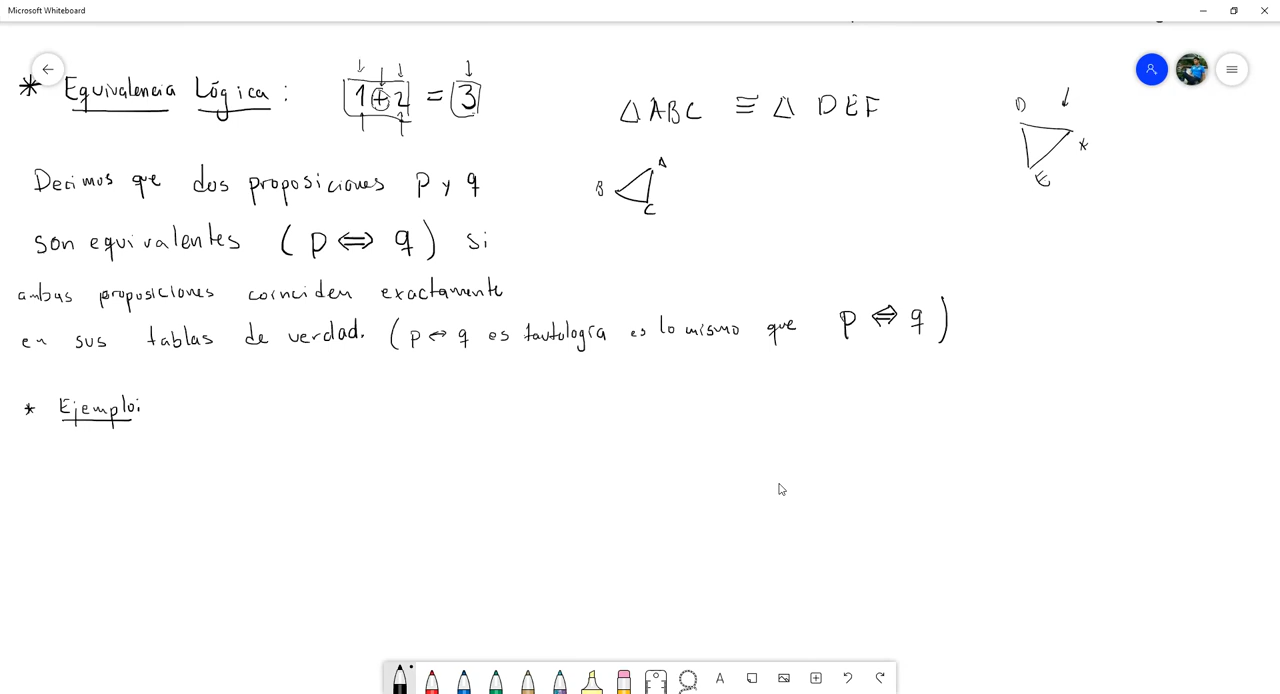 Microsoft Whiteboard
* Equivalencia Lógica: 1 + 2 = 3
△ ABC ≅ △ DEF
D
*
E
A
B
C
Decimos que dos proposiciones p y q
son equivalentes (p ⇔ q) si
ambas proposiciones coinciden exactamente
en sus tablas de verdad. (p ↔ q es tautología es lo mismo que p ⇔ q)
* Ejemplo:
A